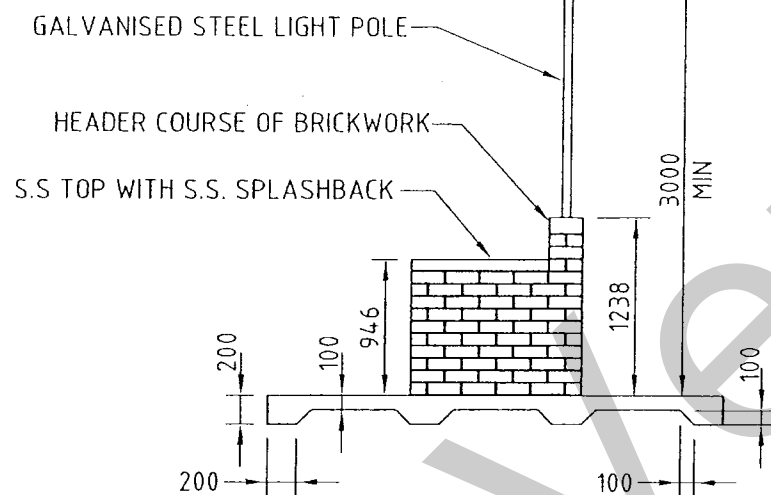 GALVANISED STEEL LIGHT POLE
HEADER COURSE OF BRICKWORK
S.S TOP WITH S.S. SPLASHBACK
3000
MIN
946
1238
200
100
100
200
100